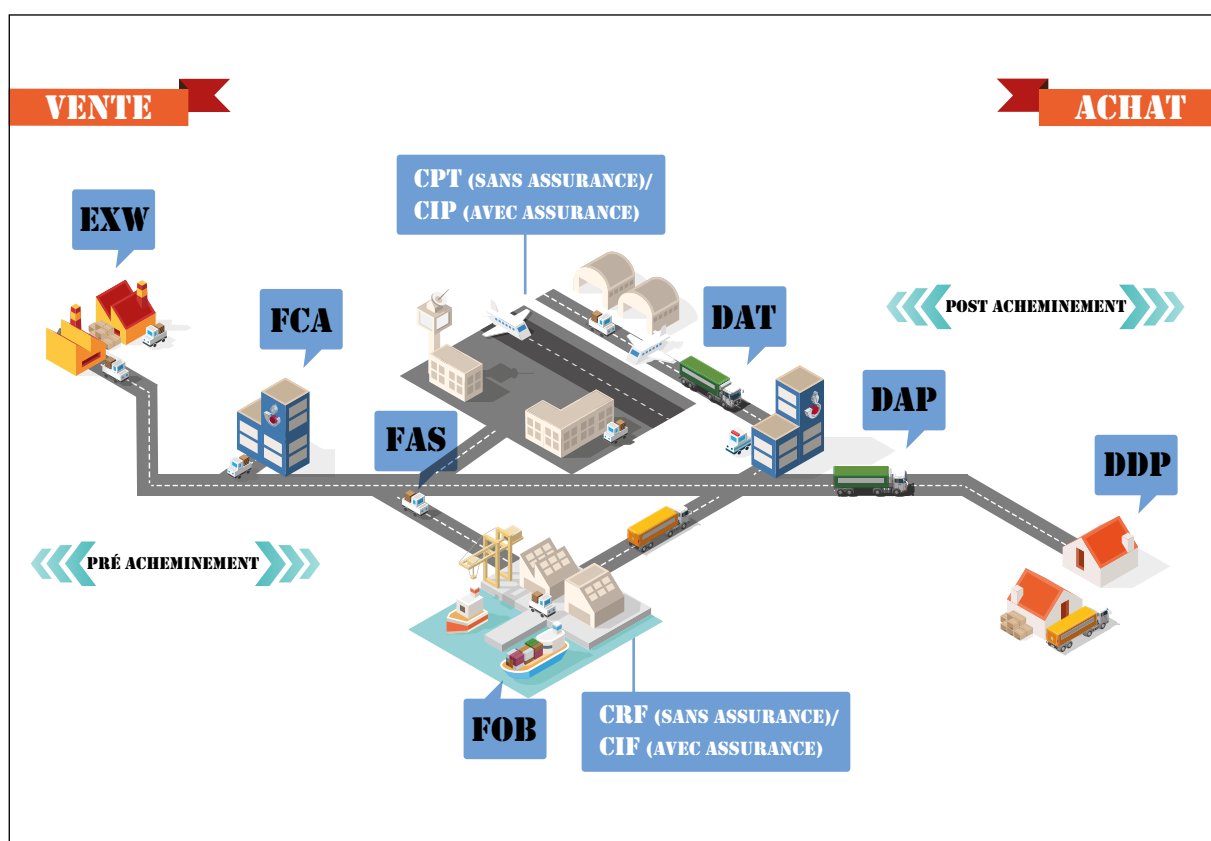 VENTE
ACHAT
CPT (SANS ASSURANCE)/
CIP (AVEC ASSURANCE)
EXW
FCA
DAT
POST ACHEMINEMENT
FAS
DAP
DDP
PRÉ ACHEMINEMENT
FOB
CRF (SANS ASSURANCE)/
CIF (AVEC ASSURANCE)